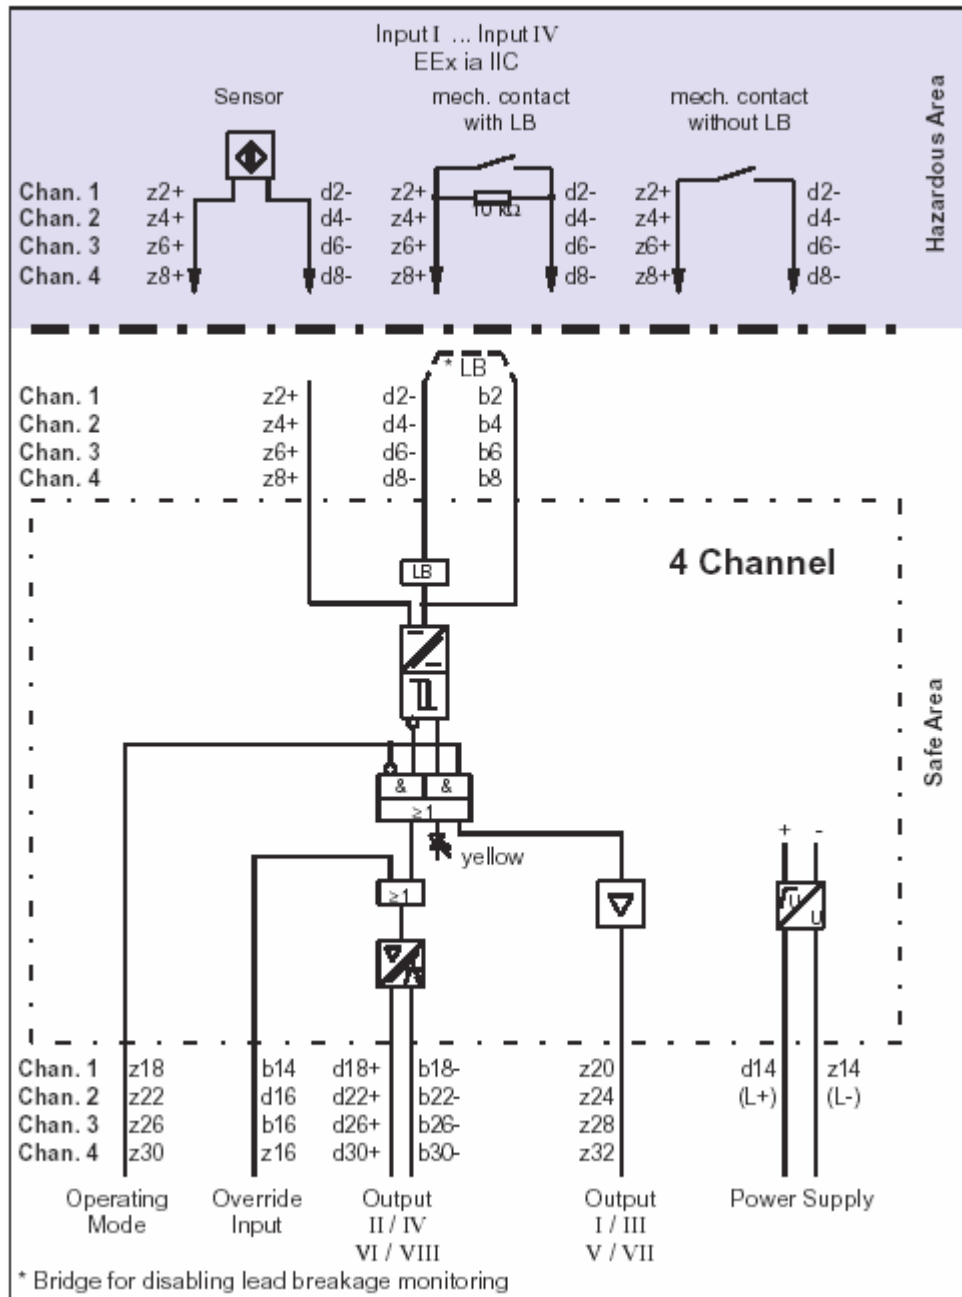 Input I ... Input IV
EEx ia IIC
Sensor
mech. contact
with LB
mech. contact
without LB
Hazardous Area
Chan. 1 z2+ d2- z2+ d2- z2+ d2-
10 kΩ
Chan. 2 z4+ d4- z4+ d4- z4+ d4-
Chan. 3 z6+ d6- z6+ d6- z6+ d6-
Chan. 4 z8+ d8- z8+ d8- z8+ d8-
* LB
Chan. 1 z2+ d2- b2
Chan. 2 z4+ d4- b4
Chan. 3 z6+ d6- b6
Chan. 4 z8+ d8- b8
4 Channel
LB
Safe Area
& &
≥1
yellow
+ -
≥1
U
U
Chan. 1 z18 b14 d18+ b18- z20 d14 z14
Chan. 2 z22 d16 d22+ b22- z24 (L+) (L-)
Chan. 3 z26 b16 d26+ b26- z28
Chan. 4 z30 z16 d30+ b30- z32
Operating
Mode
Override
Input
Output
II / IV
VI / VIII
Output
I / III
V / VII
Power Supply
* Bridge for disabling lead breakage monitoring